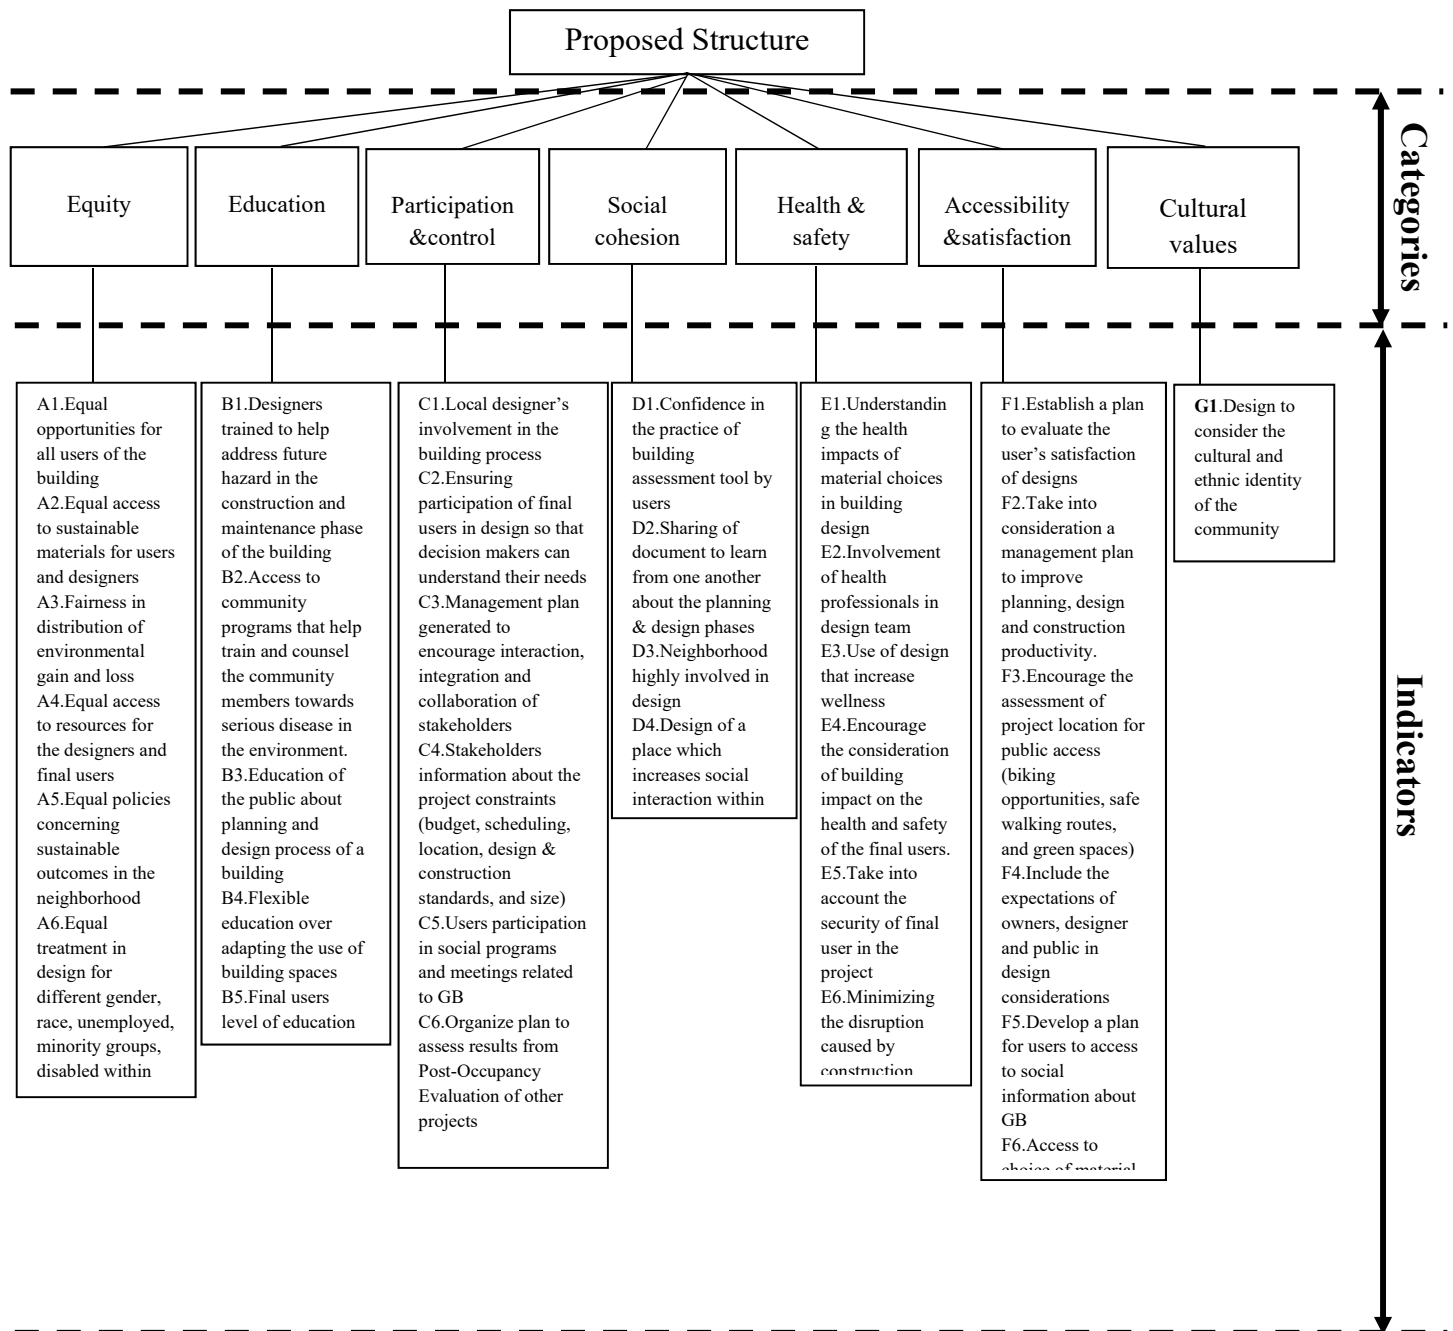 Proposed Structure
Categories
Equity
Education
Participation
&control
Social
cohesion
Health &
safety
Accessibility
&satisfaction
Cultural
values
Indicators
A1.Equal
opportunities for
all users of the
building
A2.Equal access
to sustainable
materials for users
and designers
A3.Fairness in
distribution of
environmental
gain and loss
A4.Equal access
to resources for
the designers and
final users
A5.Equal policies
concerning
sustainable
outcomes in the
neighborhood
A6.Equal
treatment in
design for
different gender,
race, unemployed,
minority groups,
disabled within
B1.Designers
trained to help
address future
hazard in the
construction and
maintenance phase
of the building
B2.Access to
community
programs that help
train and counsel
the community
members towards
serious disease in
the environment.
B3.Education of
the public about
planning and
design process of a
building
B4.Flexible
education over
adapting the use of
building spaces
B5.Final users
level of education
C1.Local designer’s
involvement in the
building process
C2.Ensuring
participation of final
users in design so that
decision makers can
understand their needs
C3.Management plan
generated to
encourage interaction,
integration and
collaboration of
stakeholders
C4.Stakeholders
information about the
project constraints
(budget, scheduling,
location, design &
construction
standards, and size)
C5.Users participation
in social programs
and meetings related
to GB
C6.Organize plan to
assess results from
Post-Occupancy
Evaluation of other
projects
D1.Confidence in
the practice of
building
assessment tool by
users
D2.Sharing of
document to learn
from one another
about the planning
& design phases
D3.Neighborhood
highly involved in
design
D4.Design of a
place which
increases social
interaction within
E1.Understandin
g the health
impacts of
material choices
in building
design
E2.Involvement
of health
professionals in
design team
E3.Use of design
that increase
wellness
E4.Encourage
the consideration
of building
impact on the
health and safety
of the final users.
E5.Take into
account the
security of final
user in the
project
E6.Minimizing
the disruption
caused by
construction
F1.Establish a plan
to evaluate the
user’s satisfaction
of designs
F2.Take into
consideration a
management plan
to improve
planning, design
and construction
productivity.
F3.Encourage the
assessment of
project location for
public access
(biking
opportunities, safe
walking routes,
and green spaces)
F4.Include the
expectations of
owners, designer
and public in
design
considerations
F5.Develop a plan
for users to access
to social
information about
GB
F6.Access to
choice of material
G1.Design to
consider the
cultural and
ethnic identity
of the
community